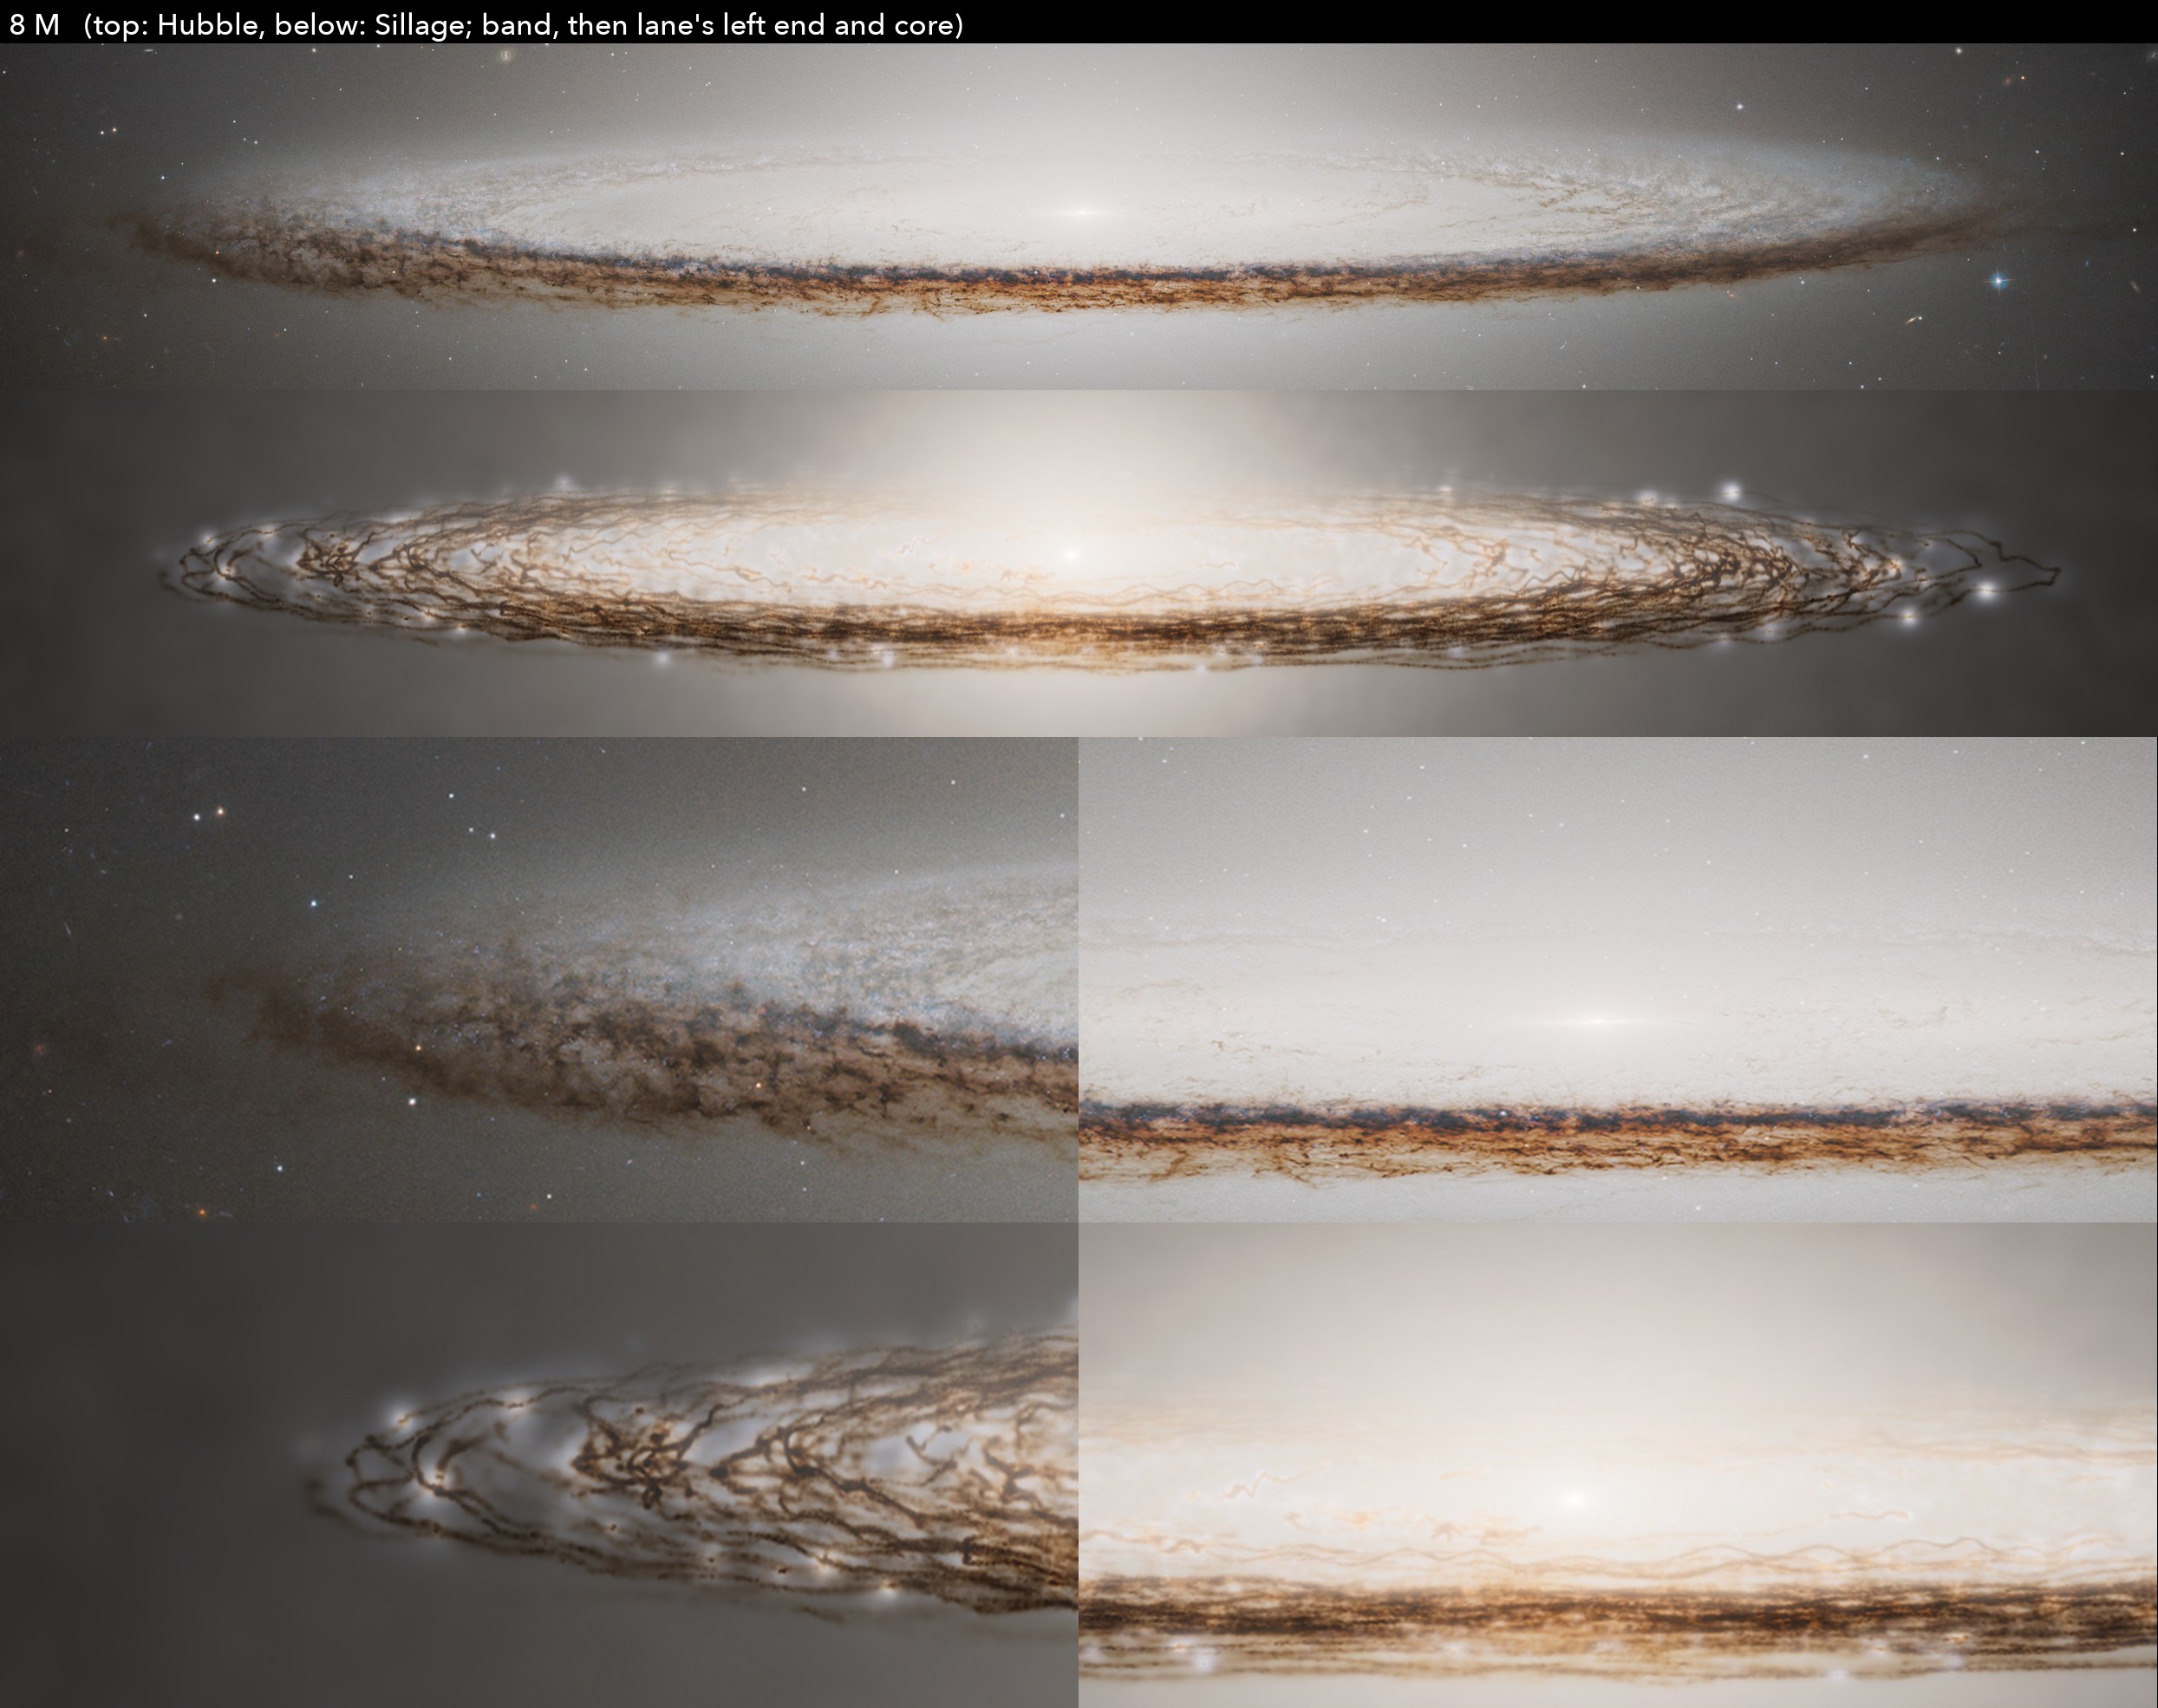 8 M (top: Hubble, below: Sillage; band, then lane's left end and core)